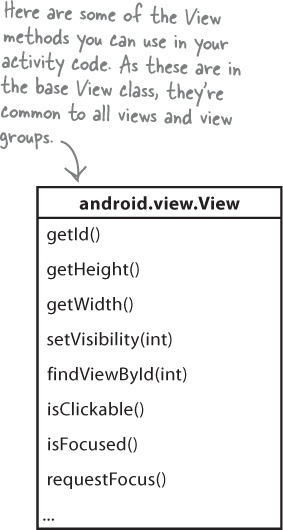 Here are some of the View
methods you can use in your
activity code. As these are in
the base View class, they're
common to all views and view
groups.
android.view.View
getId()
getHeight()
getWidth()
setVisibility(int)
findViewById(int)
isClickable()
isFocused()
requestFocus()
...